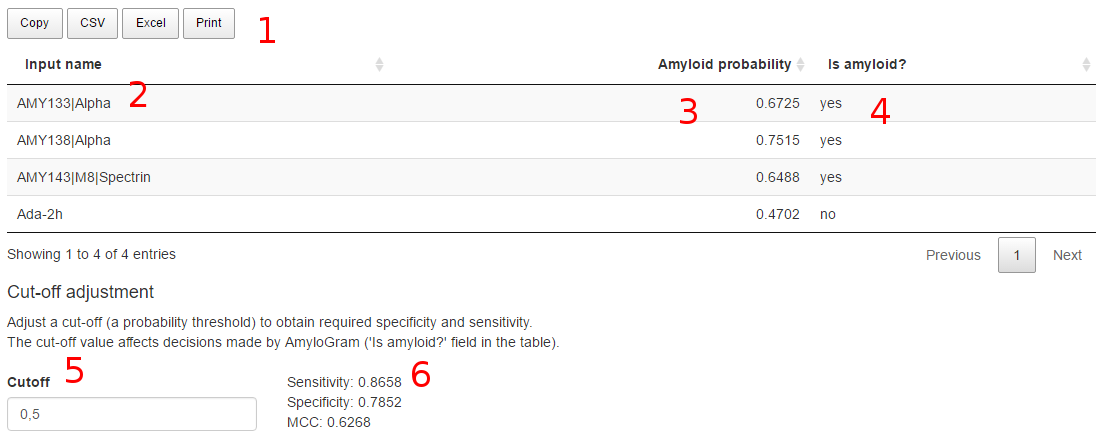 Copy CSV Excel Print 1
Input name Amyloid probability Is amyloid?
AMY133|Alpha 2 3 0.6725 yes 4
AMY138|Alpha 0.7515 yes
AMY143|M8|Spectrin 0.6488 yes
Ada-2h 0.4702 no
Showing 1 to 4 of 4 entries Previous 1 Next
Cut-off adjustment
Adjust a cut-off (a probability threshold) to obtain required specificity and sensitivity.
The cut-off value affects decisions made by AmyloGram ('Is amyloid?' field in the table).
Cutoff 5 Sensitivity: 0.8658 6
0,5 Specificity: 0.7852
MCC: 0.6268